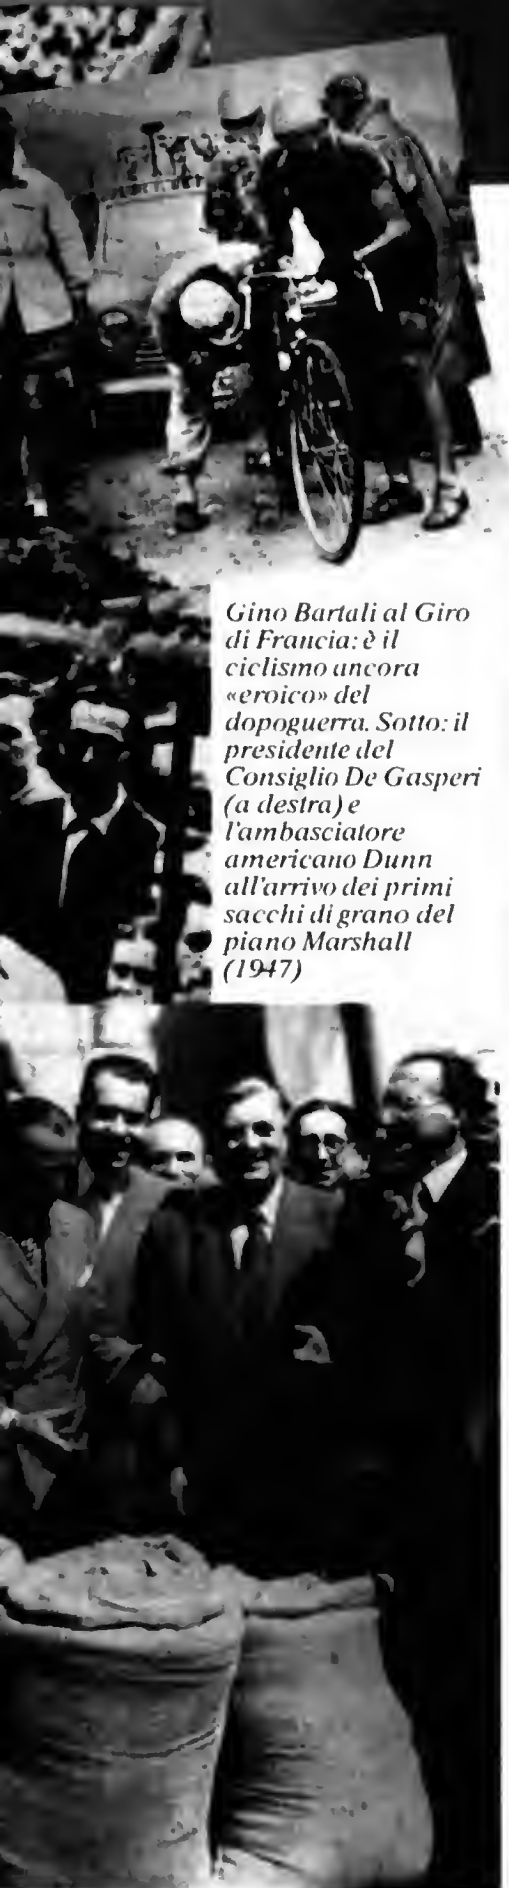 Gino Bartali al Giro
di Francia: è il
ciclismo ancora
«eroico» del
dopoguerra. Sotto: il
presidente del
Consiglio De Gasperi
(a destra) e
l'ambasciatore
americano Dunn
all'arrivo dei primi
sacchi di grano del
piano Marshall
(1947)